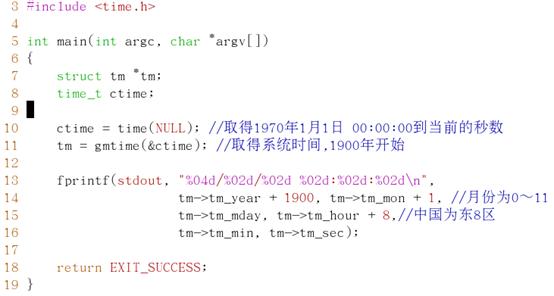 3 #include <time.h>
4
5 int main(int argc, char *argv[])
6 {
7     struct tm *tm;
8     time_t ctime;
9
10     ctime = time(NULL); //取得1970年1月1日 00:00:00到当前的秒数
11     tm = gmtime(&ctime); //取得系统时间,1900年开始
12
13     fprintf(stdout, "%04d/%02d/%02d %02d:%02d:%02d\n",
14                     tm->tm_year + 1900, tm->tm_mon + 1, //月份为0～11
15                     tm->tm_mday, tm->tm_hour + 8,//中国为东8区
16                     tm->tm_min, tm->tm_sec);
17
18     return EXIT_SUCCESS;
19 }